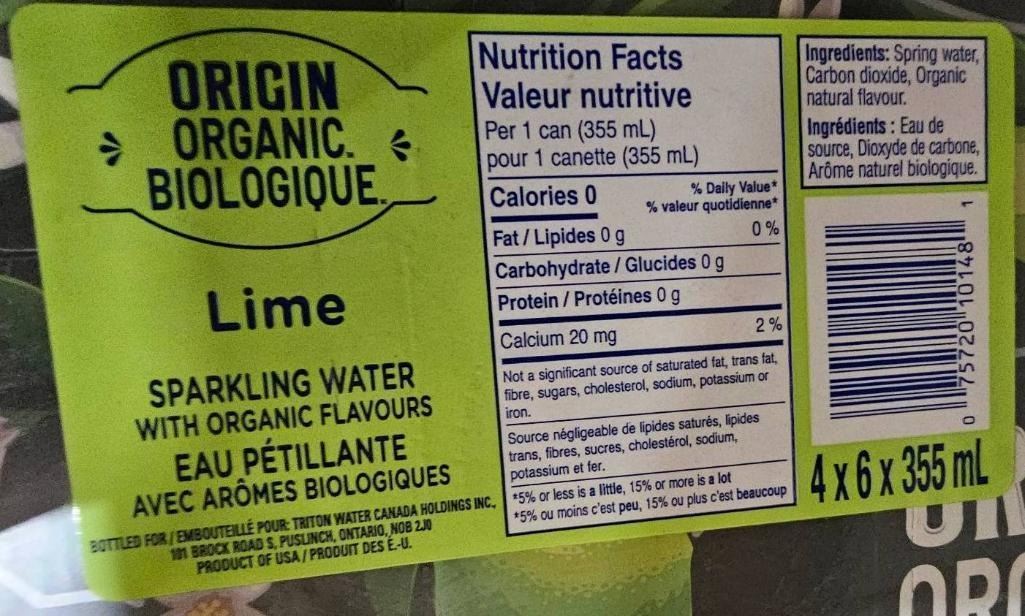 ORIGIN
ORGANIC.
BIOLOGIQUE.
Lime
SPARKLING WATER
WITH ORGANIC FLAVOURS
EAU PÉTILLANTE
AVEC ARÔMES BIOLOGIQUES
BOTTLED FOR / EMBOUTEILLÉ POUR: TRITON WATER CANADA HOLDINGS INC.,
101 BROCK ROAD S, PUSLINCH, ONTARIO, N0B 2J0
PRODUCT OF USA / PRODUIT DES É.-U.
Nutrition Facts
Valeur nutritive
Per 1 can (355 mL)
pour 1 canette (355 mL)
Calories 0
% Daily Value*
% valeur quotidienne*
Fat / Lipides 0 g 0 %
Carbohydrate / Glucides 0 g
Protein / Protéines 0 g
Calcium 20 mg 2 %
Not a significant source of saturated fat, trans fat,
fibre, sugars, cholesterol, sodium, potassium or
iron.
Source négligeable de lipides saturés, lipides
trans, fibres, sucres, cholestérol, sodium,
potassium et fer.
*5% or less is a little, 15% or more is a lot
*5% ou moins c'est peu, 15% ou plus c'est beaucoup
Ingredients: Spring water,
Carbon dioxide, Organic
natural flavour.
Ingrédients : Eau de
source, Dioxyde de carbone,
Arôme naturel biologique.
0 75720 10148 1
4 x 6 x 355 mL